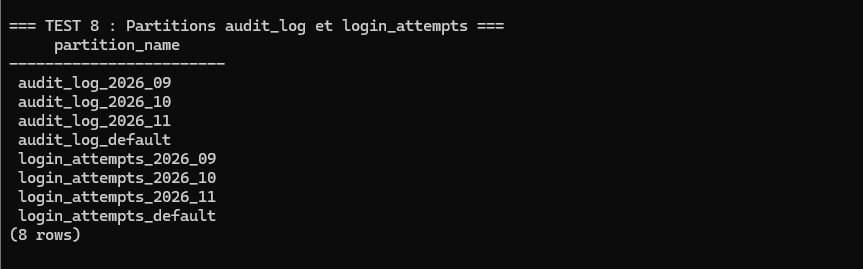 === TEST 8 : Partitions audit_log et login_attempts ===
partition_name
------------------------
audit_log_2026_09
audit_log_2026_10
audit_log_2026_11
audit_log_default
login_attempts_2026_09
login_attempts_2026_10
login_attempts_2026_11
login_attempts_default
(8 rows)